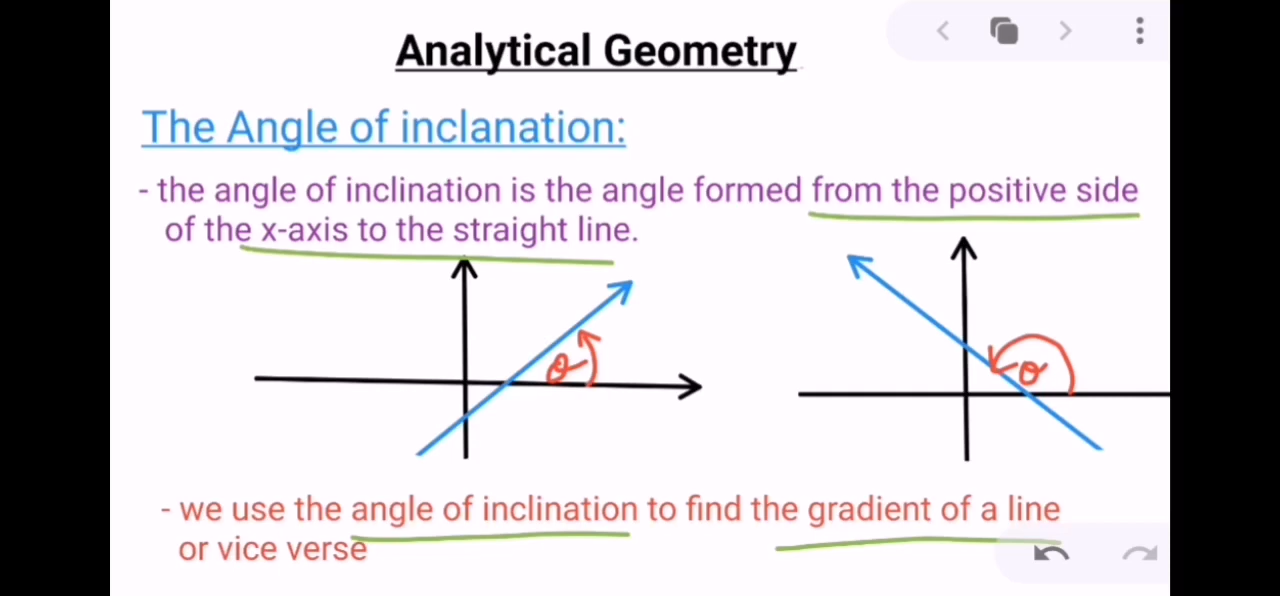 Analytical Geometry
The Angle of inclanation:
- the angle of inclination is the angle formed from the positive side
of the x-axis to the straight line.
θ
θ
- we use the angle of inclination to find the gradient of a line
or vice verse